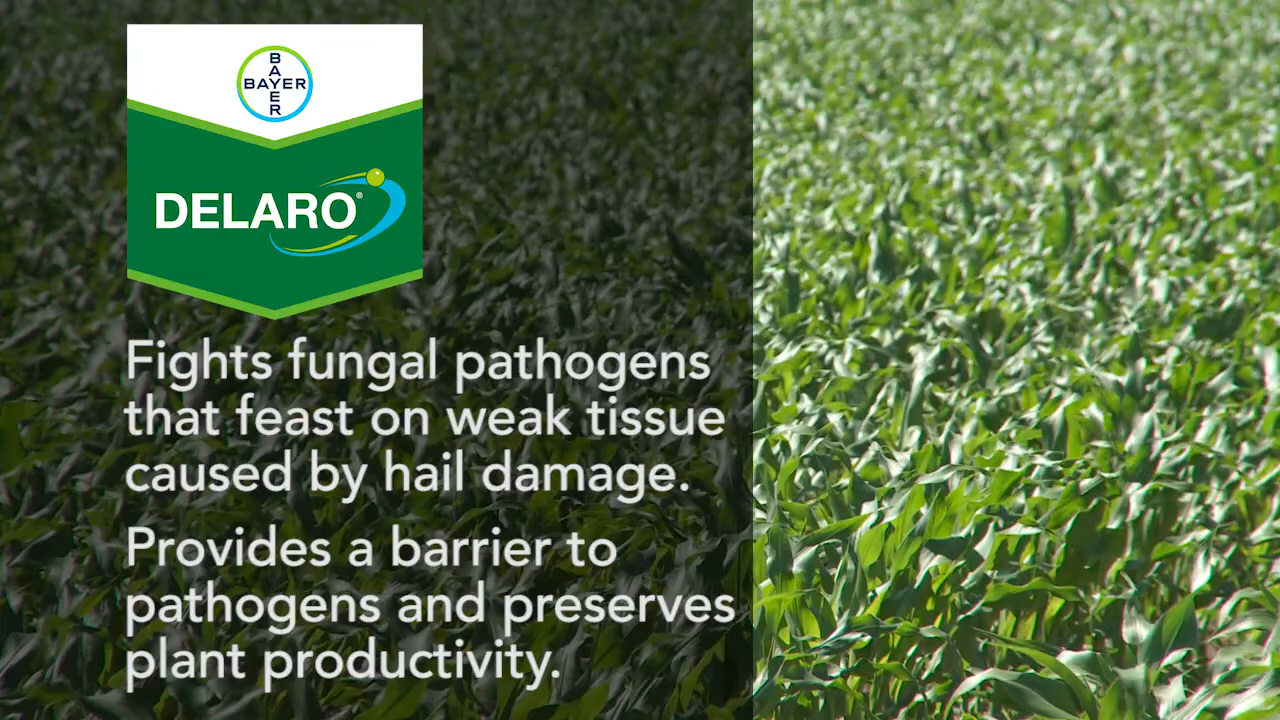 BAYER
BAYER
DELARO®
Fights fungal pathogens
that feast on weak tissue
caused by hail damage.
Provides a barrier to
pathogens and preserves
plant productivity.